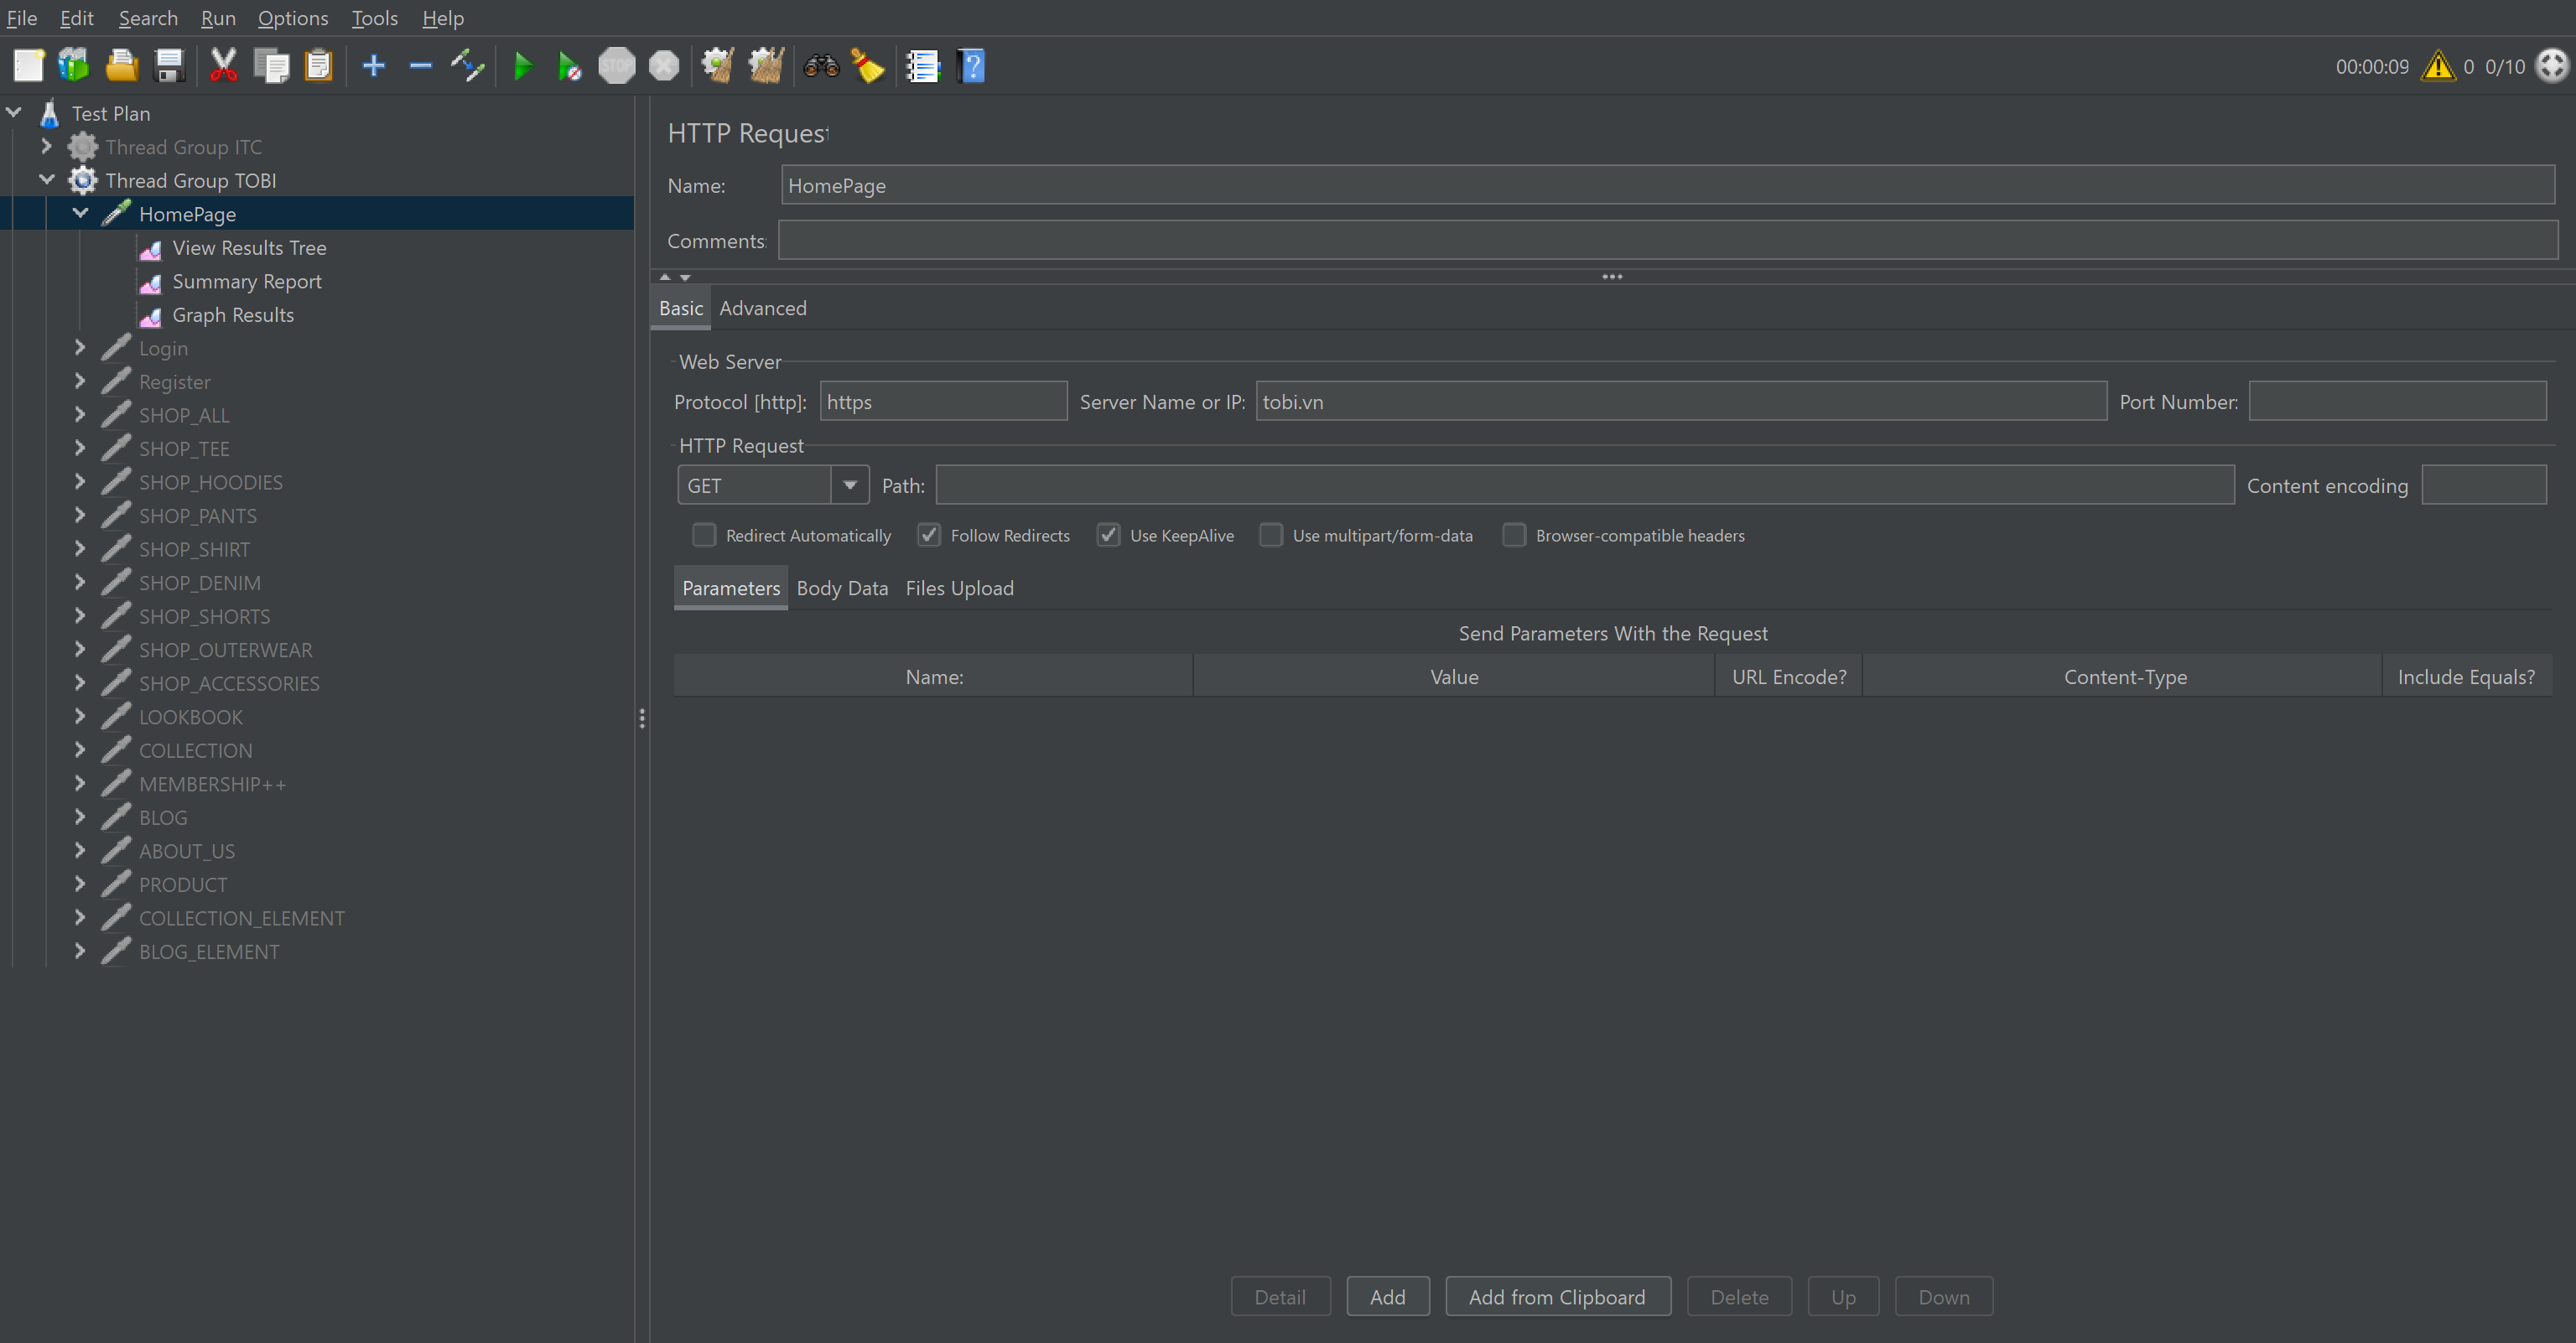 File Edit Search Run Options Tools Help
STOP
00:00:09 0 0/10
Test Plan
Thread Group ITC
Thread Group TOBI
HomePage
View Results Tree
Summary Report
Graph Results
Login
Register
SHOP_ALL
SHOP_TEE
SHOP_HOODIES
SHOP_PANTS
SHOP_SHIRT
SHOP_DENIM
SHOP_SHORTS
SHOP_OUTERWEAR
SHOP_ACCESSORIES
LOOKBOOK
COLLECTION
MEMBERSHIP++
BLOG
ABOUT_US
PRODUCT
COLLECTION_ELEMENT
BLOG_ELEMENT
HTTP Request
Name: HomePage
Comments:
Basic Advanced
Web Server
Protocol [http]: https Server Name or IP: tobi.vn Port Number:
HTTP Request
GET Path: Content encoding
Redirect Automatically Follow Redirects Use KeepAlive Use multipart/form-data Browser-compatible headers
Parameters Body Data Files Upload
Send Parameters With the Request
Name: Value URL Encode? Content-Type Include Equals?
Detail Add Add from Clipboard Delete Up Down